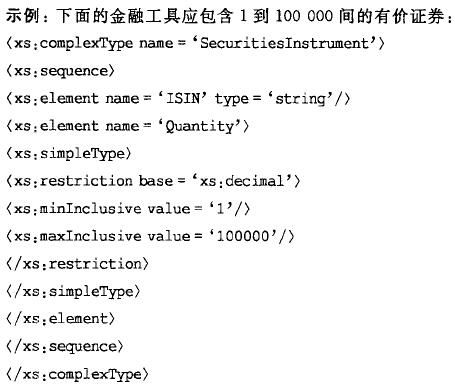 示例：下面的金融工具应包含 1 到 100 000 间的有价证券：
〈xs:complexType name = ‘SecuritiesInstrument’〉
〈xs:sequence〉
〈xs:element name = ‘ISIN’ type = ‘string’/〉
〈xs:element name = ‘Quantity’〉
〈xs:simpleType〉
〈xs:restriction base = ‘xs:decimal’〉
〈xs:minInclusive value = ‘1’/〉
〈xs:maxInclusive value = ‘100000’/〉
〈/xs:restriction〉
〈/xs:simpleType〉
〈/xs:element〉
〈/xs:sequence〉
〈/xs:complexType〉